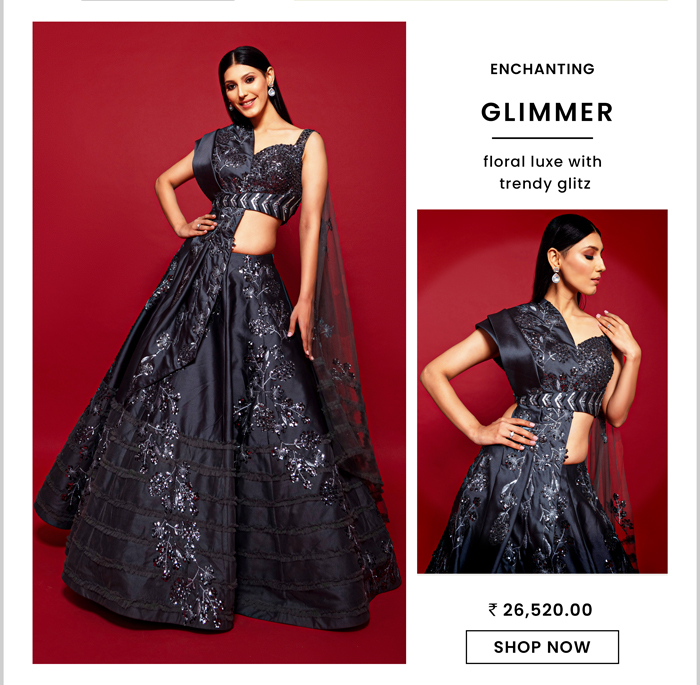 ENCHANTING
GLIMMER
floral luxe with
trendy glitz
₹ 26,520.00
SHOP NOW